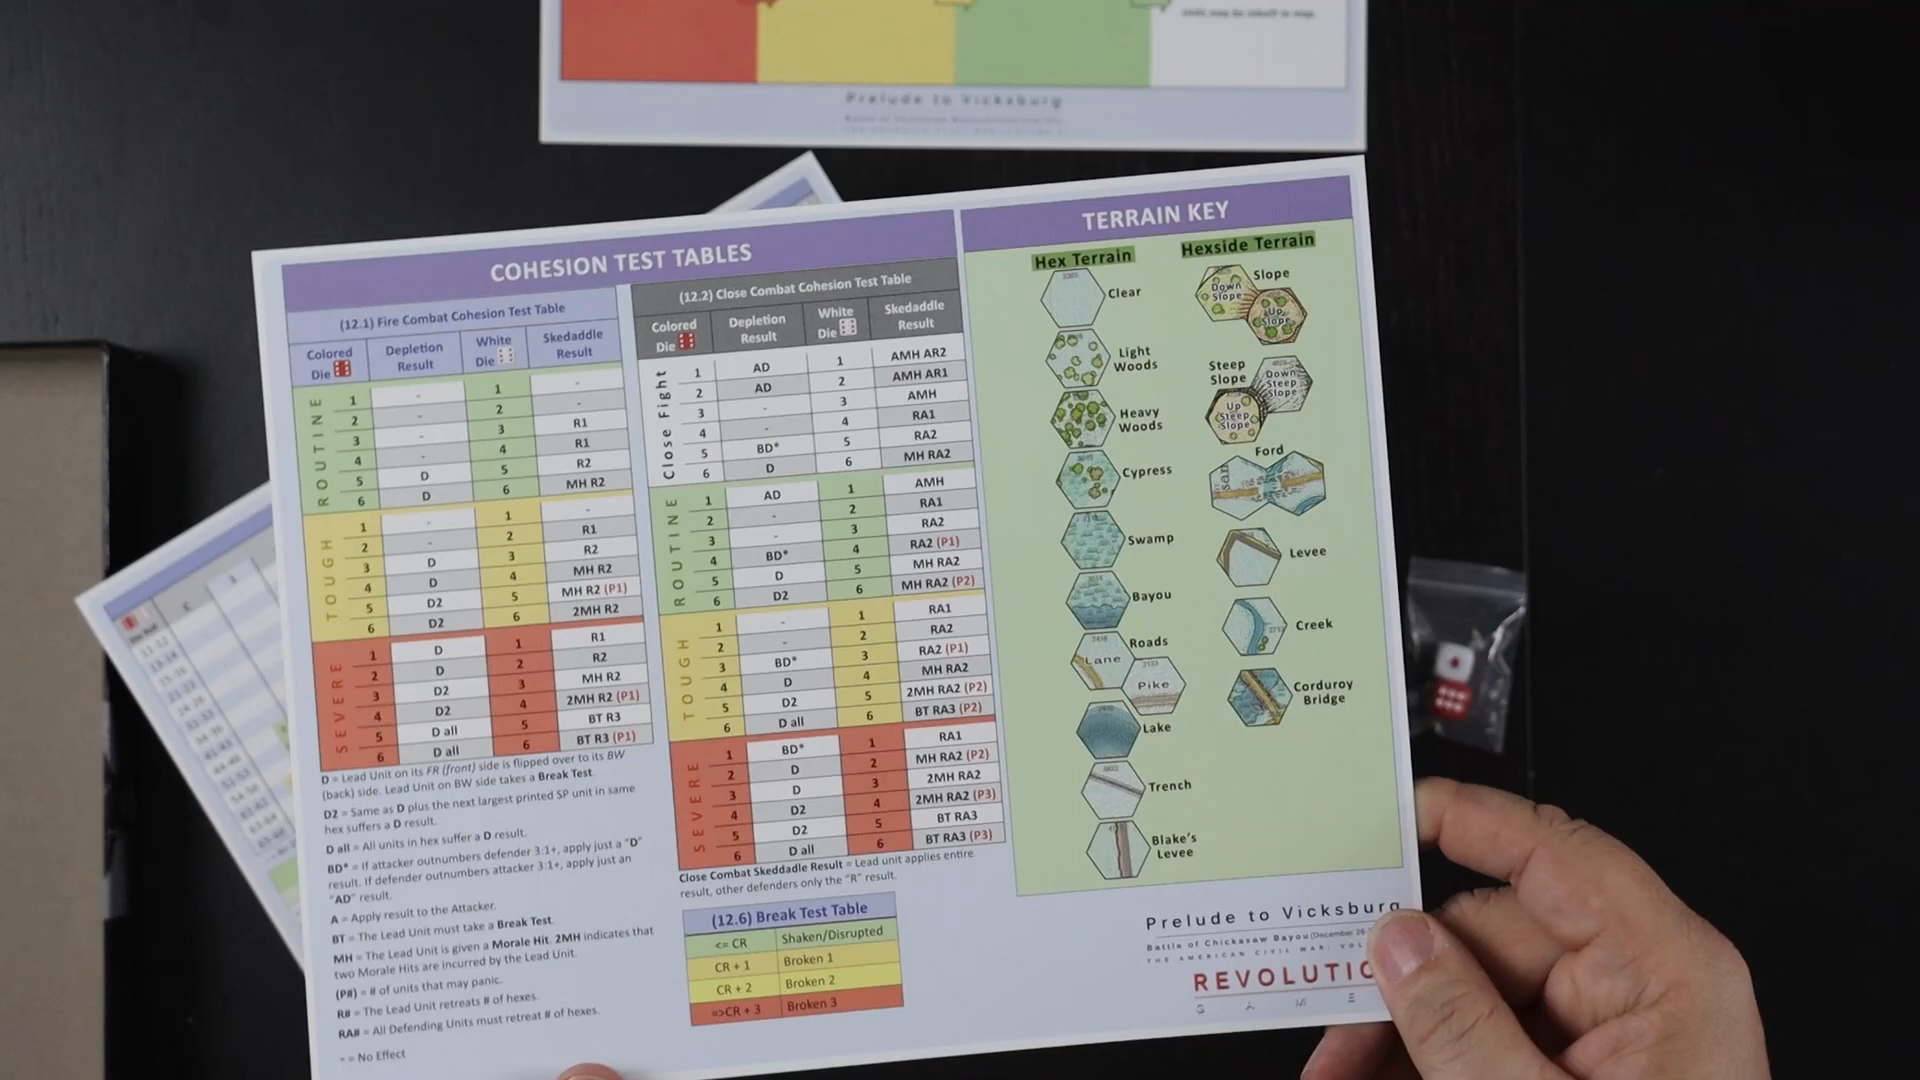 Prelude to Vicksburg
COHESION TEST TABLES
(12.1) Fire Combat Cohesion Test Table
Colored Die
Depletion Result
White Die
Skedaddle Result
ROUTINE
1 - 1 -
2 - 2 -
3 - 3 R1
4 - 4 R1
5 D 5 R2
6 D 6 MH R2
TOUGH
1 - 1 -
2 - 2 R1
3 D 3 R2
4 D 4 MH R2
5 D2 5 MH R2 (P1)
6 D2 6 2MH R2
SEVERE
1 D 1 R1
2 D 2 R2
3 D2 3 MH R2
4 D2 4 2MH R2 (P1)
5 D all 5 BT R3
6 D all 6 BT R3 (P1)
D = Lead Unit on its FR (front) side is flipped over to its BW
(back) side. Lead Unit on BW side takes a Break Test.
D2 = Same as D plus the next largest printed SP unit in same
hex suffers a D result.
D all = All units in hex suffer a D result.
BD* = If attacker outnumbers defender 3:1+, apply just a "D"
result. If defender outnumbers attacker 3:1+, apply just an
"AD" result.
A = Apply result to the Attacker.
BT = The Lead Unit must take a Break Test.
MH = The Lead Unit is given a Morale Hit. 2MH indicates that
two Morale Hits are incurred by the Lead Unit.
(P#) = # of units that may panic.
R# = The Lead Unit retreats # of hexes.
RA# = All Defending Units must retreat # of hexes.
- = No Effect
(12.2) Close Combat Cohesion Test Table
Colored Die
Depletion Result
White Die
Skedaddle Result
Close Fight
1 AD 1 AMH AR2
2 AD 2 AMH AR1
3 - 3 AMH
4 - 4 RA1
5 BD* 5 RA2
6 D 6 MH RA2
ROUTINE
1 AD 1 AMH
2 - 2 RA1
3 - 3 RA2
4 BD* 4 RA2 (P1)
5 D 5 MH RA2
6 D2 6 MH RA2 (P2)
TOUGH
1 - 1 RA1
2 - 2 RA2
3 BD* 3 RA2 (P1)
4 D 4 MH RA2
5 D2 5 2MH RA2 (P2)
6 D all 6 BT RA3 (P2)
SEVERE
1 BD* 1 RA1
2 D 2 MH RA2 (P2)
3 D 3 2MH RA2
4 D2 4 2MH RA2 (P3)
5 D2 5 BT RA3
6 D all 6 BT RA3 (P3)
Close Combat Skeddadle Result = Lead unit applies entire
result, other defenders only the "R" result.
(12.6) Break Test Table
<= CR Shaken/Disrupted
CR + 1 Broken 1
CR + 2 Broken 2
=>CR + 3 Broken 3
TERRAIN KEY
Hex Terrain
Clear
Light Woods
Heavy Woods
Cypress
Swamp
Bayou
Roads
Lane
Pike
Lake
Trench
Blake's Levee
Hexside Terrain
Slope
Down Slope
Up Slope
Steep Slope
Down Steep Slope
Up Steep Slope
Ford
Levee
Creek
Corduroy Bridge
Prelude to Vicksburg
Battle of Chickasaw Bayou (December 26-
THE AMERICAN CIVIL WAR, VOL
REVOLUTIO